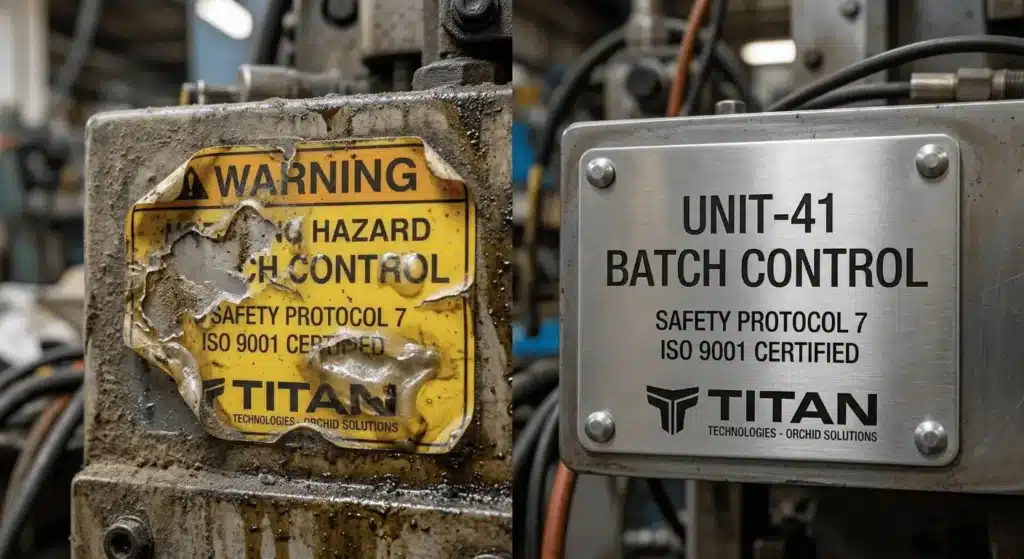 WARNING
HAZARD
CH CONTROL
SAFETY PROTOCOL 7
ISO 9001 CERTIFIED
TITAN
TECHNOLOGIES - ORCHID SOLUTIONS
UNIT-41
BATCH CONTROL
SAFETY PROTOCOL 7
ISO 9001 CERTIFIED
TITAN
TECHNOLOGIES - ORCHID SOLUTIONS